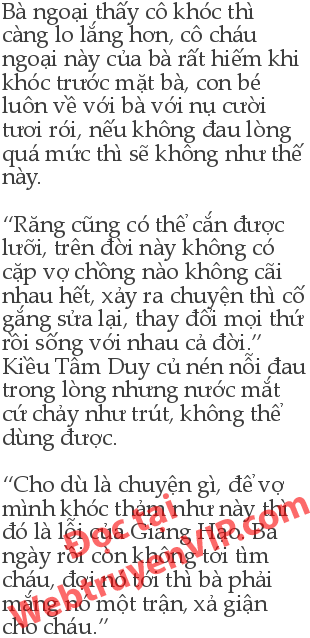 Bà ngoại thấy cô khóc thì
càng lo lắng hơn, cô cháu
ngoại này của bà rất hiếm khi
khóc trước mặt bà, con bé
luôn về với bà với nụ cười
tươi rói, nếu không đau lòng
quá mức thì sẽ không như thế
này.

“Răng cũng có thể cắn được
lưỡi, trên đời này không có
cặp vợ chồng nào không cãi
nhau hết, xảy ra chuyện thì cố
gắng sửa lại, thay đổi mọi thứ
rồi sống với nhau cả đời.”
Kiều Tâm Duy củ nén nỗi đau
trong lòng nhưng nước mắt
cứ chảy như trút, không thể
dùng được.

“Cho dù là chuyện gì, để vợ
mình khóc thảm như này thì
đó là lỗi của Giang Hạo. Ba
ngày rồi còn không tới tìm
cháu, đợi nó tới thì bà phải
mắng nó một trận, xả giận
cho cháu.”
Đọc tại
WebtruyenVIP.com